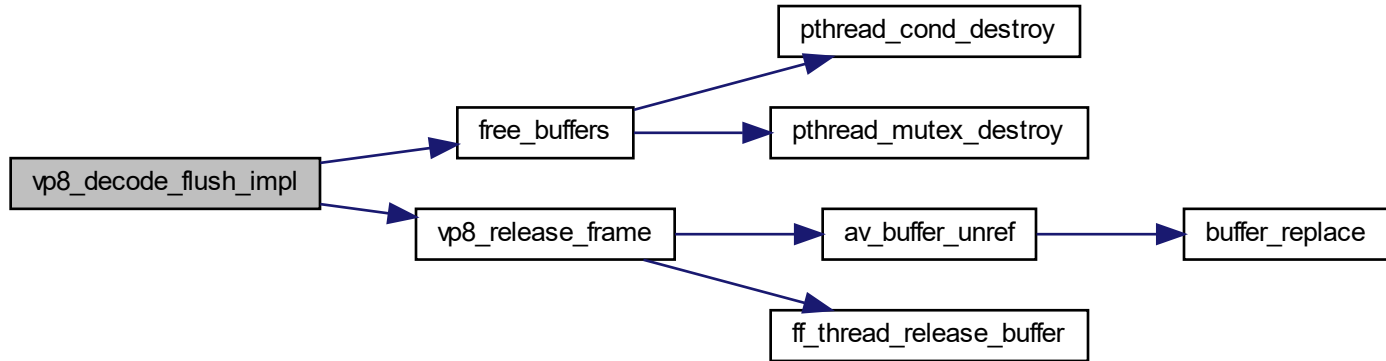 pthread_cond_destroy
free_buffers
pthread_mutex_destroy
vp8_decode_flush_impl
vp8_release_frame
av_buffer_unref
buffer_replace
ff_thread_release_buffer